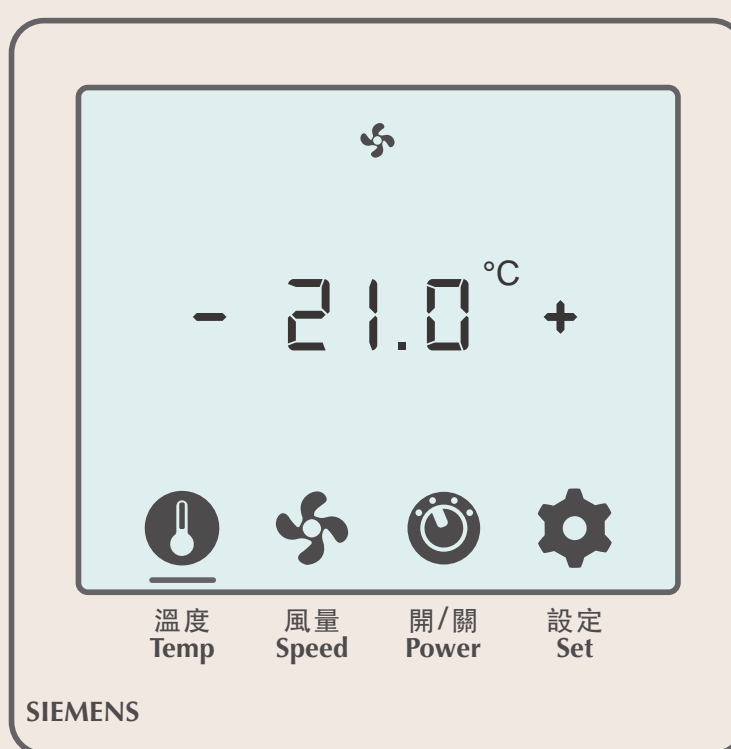 °C
- 21.0 +
溫度 風量 開/關 設定
Temp Speed Power Set
SIEMENS